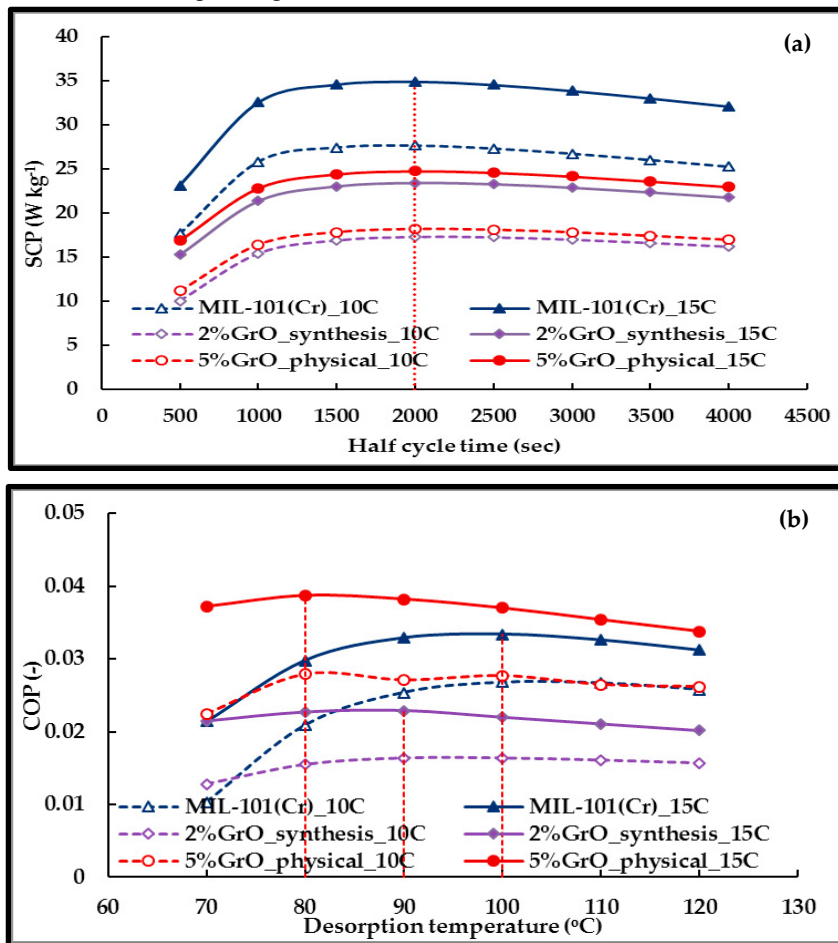 (a)
40
35
30
25
20
15
10
5
0
SCP (W kg-1)
MIL-101(Cr)_10C MIL-101(Cr)_15C
2%GrO_synthesis_10C 2%GrO_synthesis_15C
5%GrO_physical_10C 5%GrO_physical_15C
0 500 1000 1500 2000 2500 3000 3500 4000 4500
Half cycle time (sec)
(b)
0.05
0.04
0.03
0.02
0.01
0
COP (-)
MIL-101(Cr)_10C MIL-101(Cr)_15C
2%GrO_synthesis_10C 2%GrO_synthesis_15C
5%GrO_physical_10C 5%GrO_physical_15C
60 70 80 90 100 110 120 130
Desorption temperature (oC)